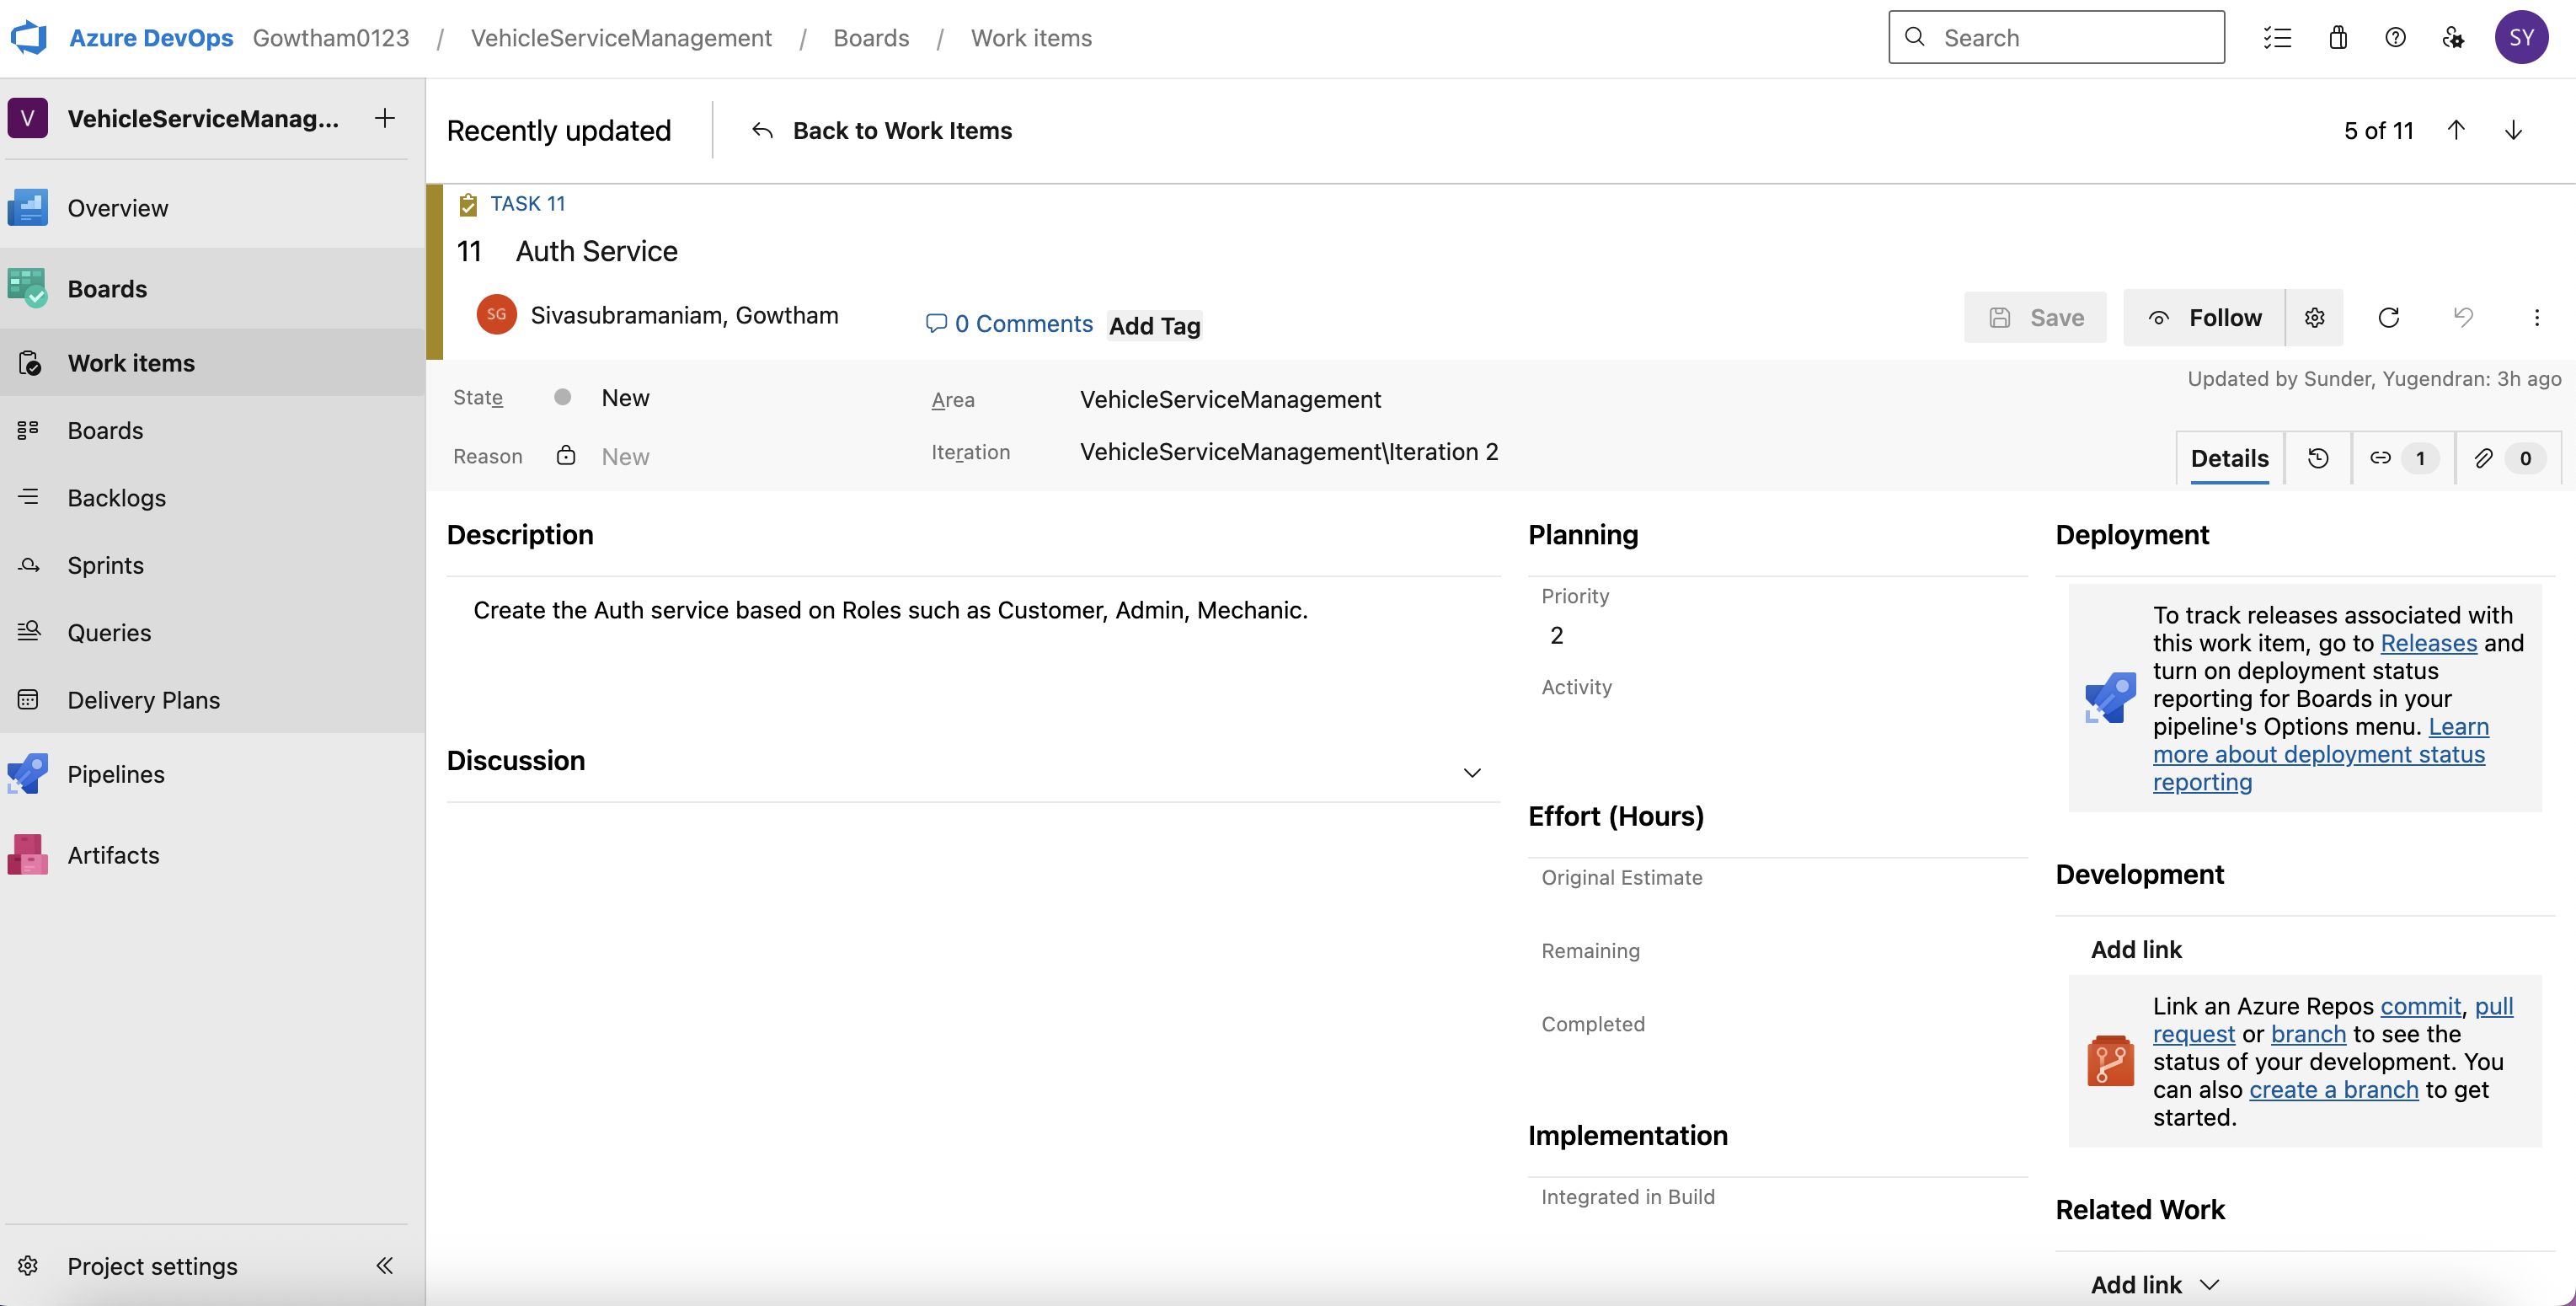 Azure DevOps Gowtham0123 / VehicleServiceManagement / Boards / Work items
Search
SY
V VehicleServiceManag...
Overview
Boards
Work items
Boards
Backlogs
Sprints
Queries
Delivery Plans
Pipelines
Artifacts
Project settings
Recently updated
Back to Work Items
5 of 11
TASK 11
11 Auth Service
SG Sivasubramaniam, Gowtham
0 Comments
Add Tag
Save
Follow
State New
Area VehicleServiceManagement
Updated by Sunder, Yugendran: 3h ago
Reason New
Iteration VehicleServiceManagement\Iteration 2
Details
1
0
Description
Create the Auth service based on Roles such as Customer, Admin, Mechanic.
Discussion
Planning
Priority
2
Activity
Effort (Hours)
Original Estimate
Remaining
Completed
Implementation
Integrated in Build
Deployment
To track releases associated with
this work item, go to Releases and
turn on deployment status
reporting for Boards in your
pipeline's Options menu. Learn
more about deployment status
reporting
Development
Add link
Link an Azure Repos commit, pull
request or branch to see the
status of your development. You
can also create a branch to get
started.
Related Work
Add link